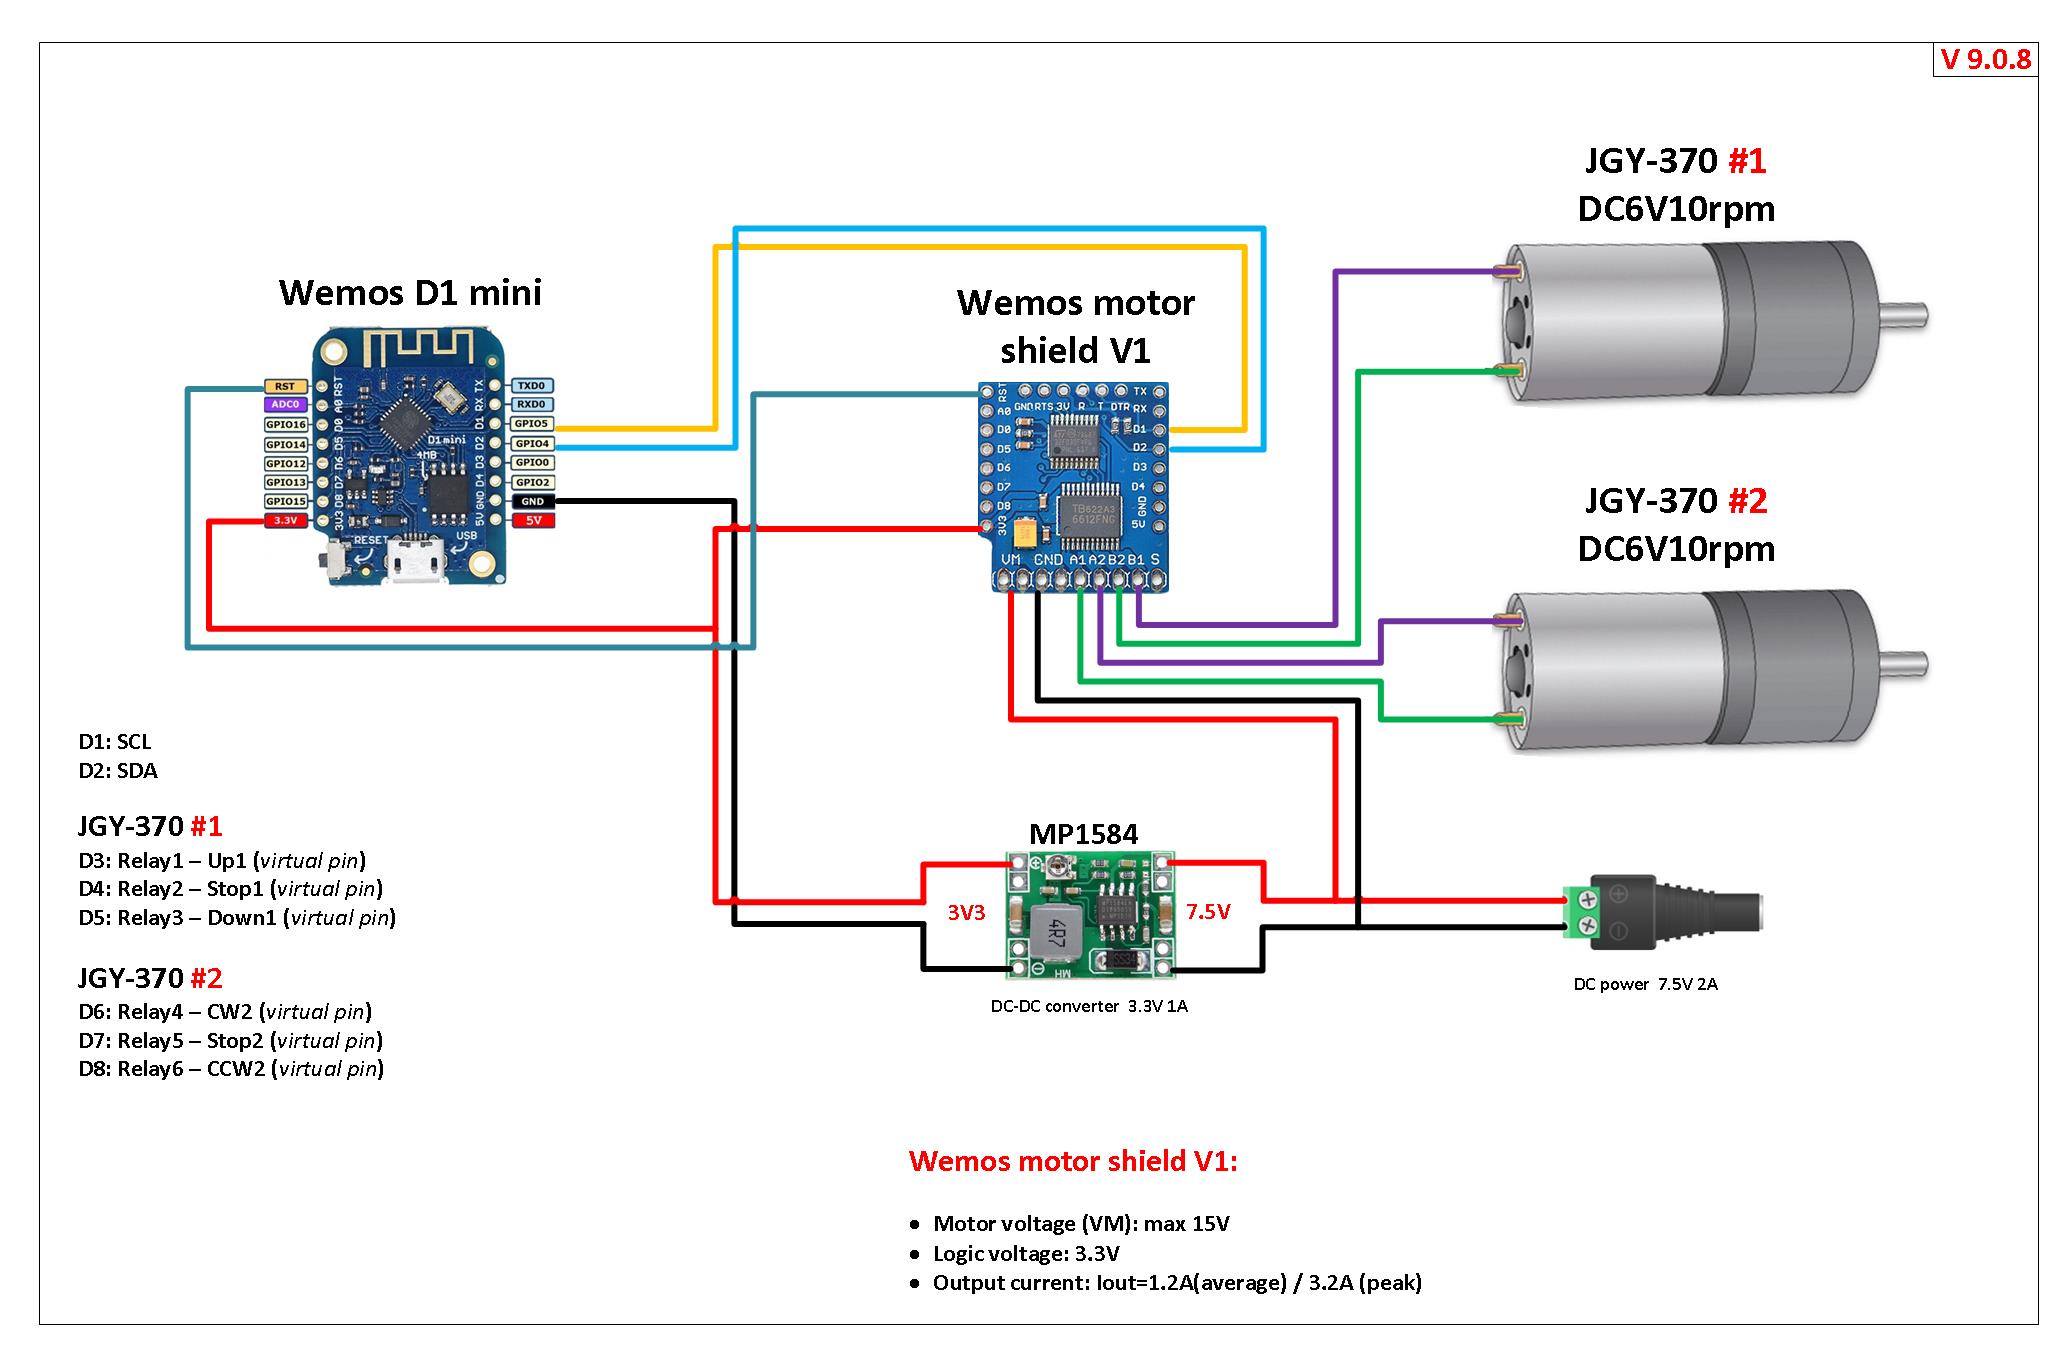 V 9.0.8
JGY-370 #1
DC6V10rpm
Wemos D1 mini
Wemos motor
shield V1
RST
ADC0
GPIO16
GPIO14
GPIO12
GPIO13
GPIO15
3.3V
RST
A0
D0
D5
D6
D7
D8
3V3
D1 mini
4MB
RESET
USB
TX
RX
D1
D2
D3
D4
GND
5V
TXD0
RXD0
GPIO5
GPIO4
GPIO0
GPIO2
GND
5V
RST
A0
D0
D5
D6
D7
D8
3V3
GND RTS 3V R T DTR
TX
RX
D1
D2
D3
D4
GND
5V
TB622A3
6612FNG
VM GND A1 A2 B2 B1 S
JGY-370 #2
DC6V10rpm
D1: SCL
D2: SDA
JGY-370 #1
D3: Relay1 – Up1 (virtual pin)
D4: Relay2 – Stop1 (virtual pin)
D5: Relay3 – Down1 (virtual pin)
JGY-370 #2
D6: Relay4 – CW2 (virtual pin)
D7: Relay5 – Stop2 (virtual pin)
D8: Relay6 – CCW2 (virtual pin)
MP1584
3V3
4R7
MH
SS34
7.5V
DC-DC converter 3.3V 1A
DC power 7.5V 2A
Wemos motor shield V1:
• Motor voltage (VM): max 15V
• Logic voltage: 3.3V
• Output current: Iout=1.2A(average) / 3.2A (peak)